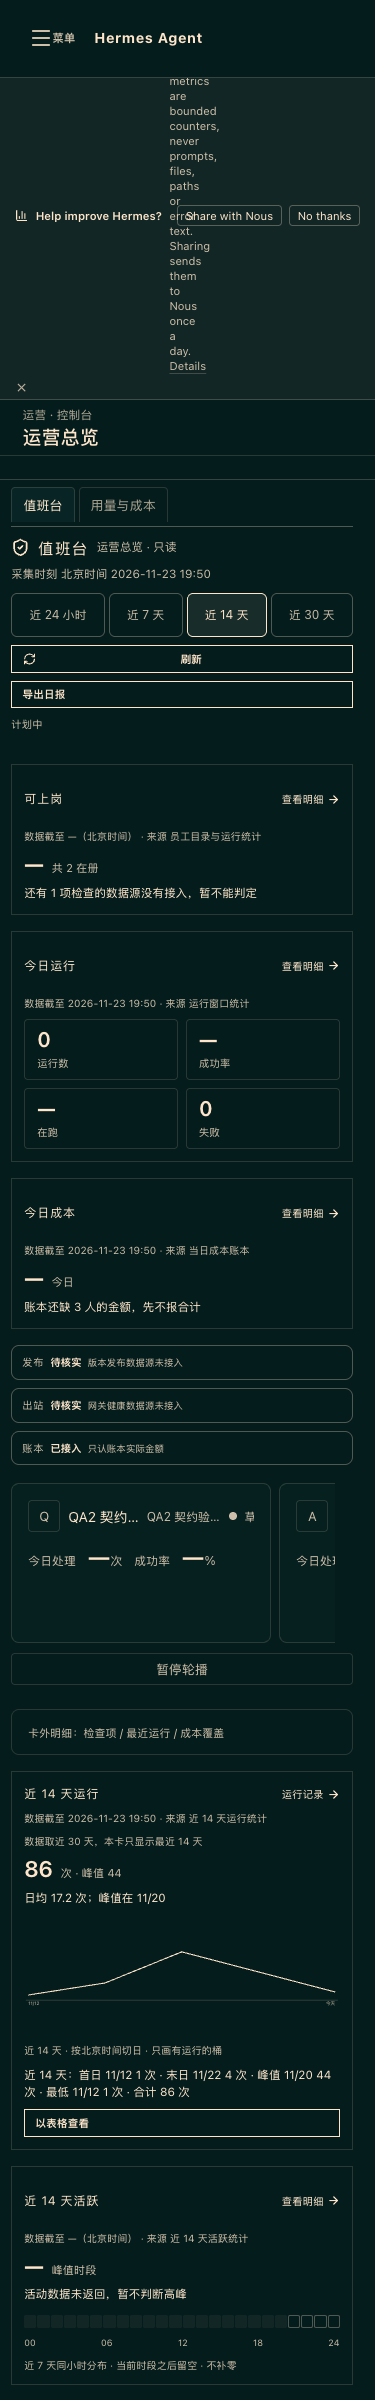 菜单 Hermes Agent
metrics
are
bounded
counters,
never
prompts,
files,
paths
or
Help improve Hermes? error Share with Nous No thanks
text.
Sharing
sends
them
to
Nous
once
a
day.
Details
运营 · 控制台
运营总览
值班台 用量与成本
值班台 运营总览 · 只读
采集时刻 北京时间 2026-11-23 19:50
近 24 小时 近 7 天 近 14 天 近 30 天
刷新
导出日报
计划中
可上岗 查看明细 →
数据截至 —（北京时间） · 来源 员工目录与运行统计
— 共 2 在册
还有 1 项检查的数据源没有接入，暂不能判定
今日运行 查看明细 →
数据截至 2026-11-23 19:50 · 来源 运行窗口统计
0 —
运行数 成功率
— 0
在跑 失败
今日成本 查看明细 →
数据截至 2026-11-23 19:50 · 来源 当日成本账本
— 今日
账本还缺 3 人的金额，先不报合计
发布 待核实 版本发布数据源未接入
出站 待核实 网关健康数据源未接入
账本 已接入 只认账本实际金额
Q QA2 契约... QA2 契约验... 草 A
今日处理 —次 成功率 —% 今日处
暂停轮播
卡外明细：检查项 / 最近运行 / 成本覆盖
近 14 天运行 运行记录 →
数据截至 2026-11-23 19:50 · 来源 近 14 天运行统计
数据取近 30 天，本卡只显示最近 14 天
86 次 · 峰值 44
日均 17.2 次；峰值在 11/20
11/12 今天
近 14 天 · 按北京时间切日 · 只画有运行的桶
近 14 天：首日 11/12 1 次 · 末日 11/22 4 次 · 峰值 11/20 44
次 · 最低 11/12 1 次 · 合计 86 次
以表格查看
近 14 天活跃 查看明细 →
数据截至 —（北京时间） · 来源 近 14 天活跃统计
— 峰值时段
活动数据未返回，暂不判断高峰
00 06 12 18 24
近 7 天同小时分布 · 当前时段之后留空 · 不补零